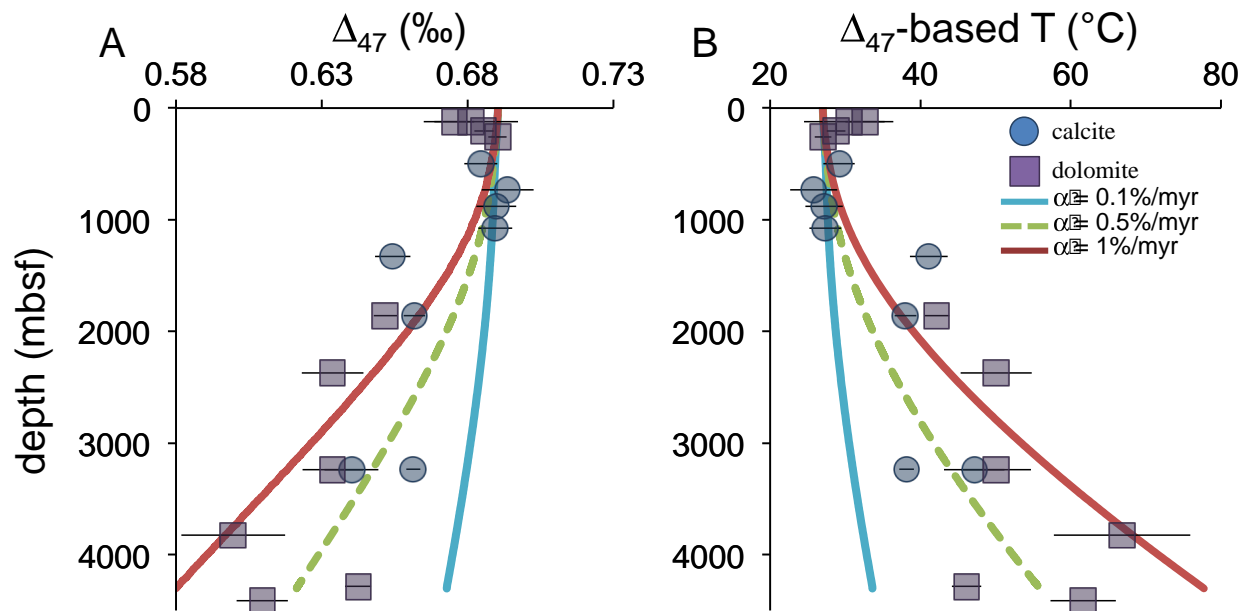 A Δ47 (‰)
0.58 0.63 0.68 0.73
0
1000
2000
3000
4000
depth (mbsf)
B Δ47-based T (°C)
20 40 60 80
0
1000
2000
3000
4000
calcite
dolomite
α = 0.1%/myr
α = 0.5%/myr
α = 1%/myr